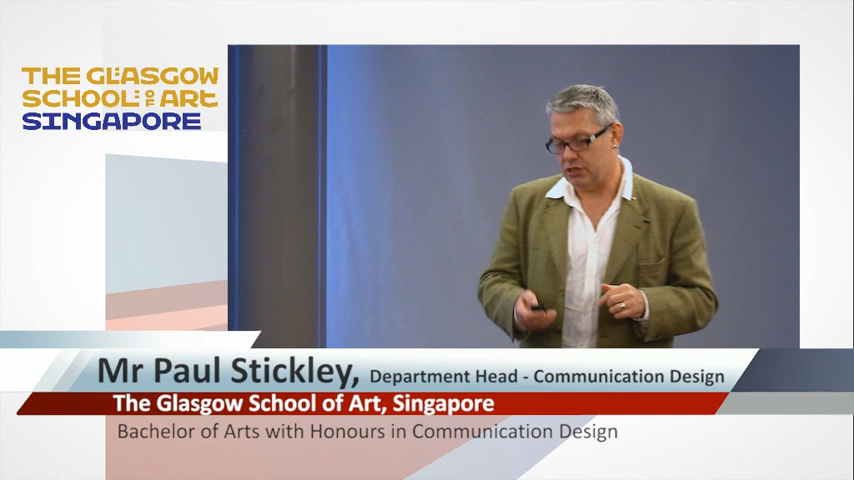 THE GLASGOW
SCHOOL OF ART
SINGAPORE
Mr Paul Stickley, Department Head - Communication Design
The Glasgow School of Art, Singapore
Bachelor of Arts with Honours in Communication Design